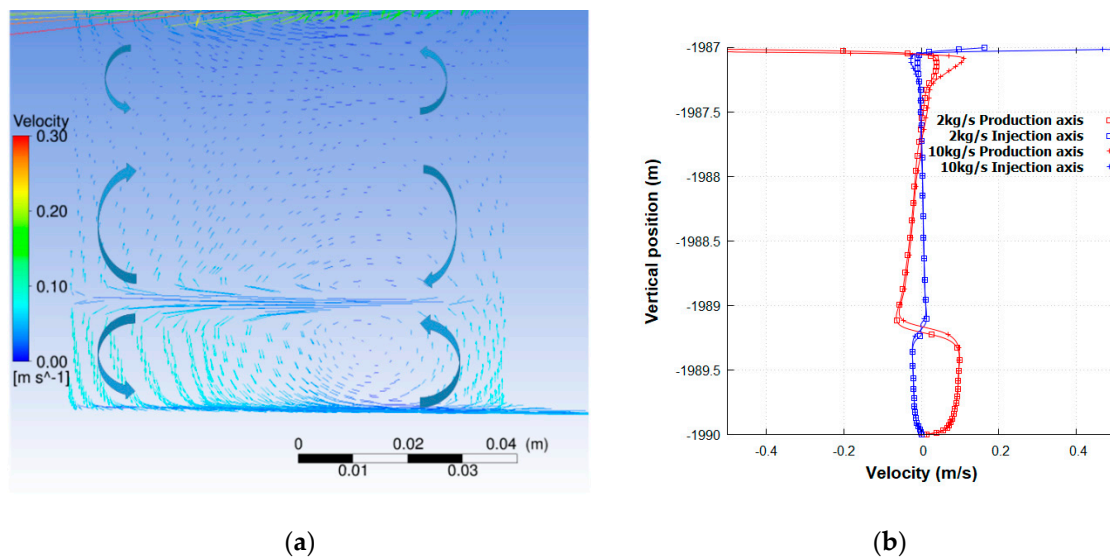 Velocity
0.30
0.20
0.10
0.00
[m s^-1]
0 0.02 0.04 (m)
0.01 0.03
(a)
-1987
-1987.5
-1988
-1988.5
-1989
-1989.5
-1990
Vertical position (m)
2kg/s Production axis
2kg/s Injection axis
10kg/s Production axis
10kg/s Injection axis
-0.4 -0.2 0 0.2 0.4
Velocity (m/s)
(b)